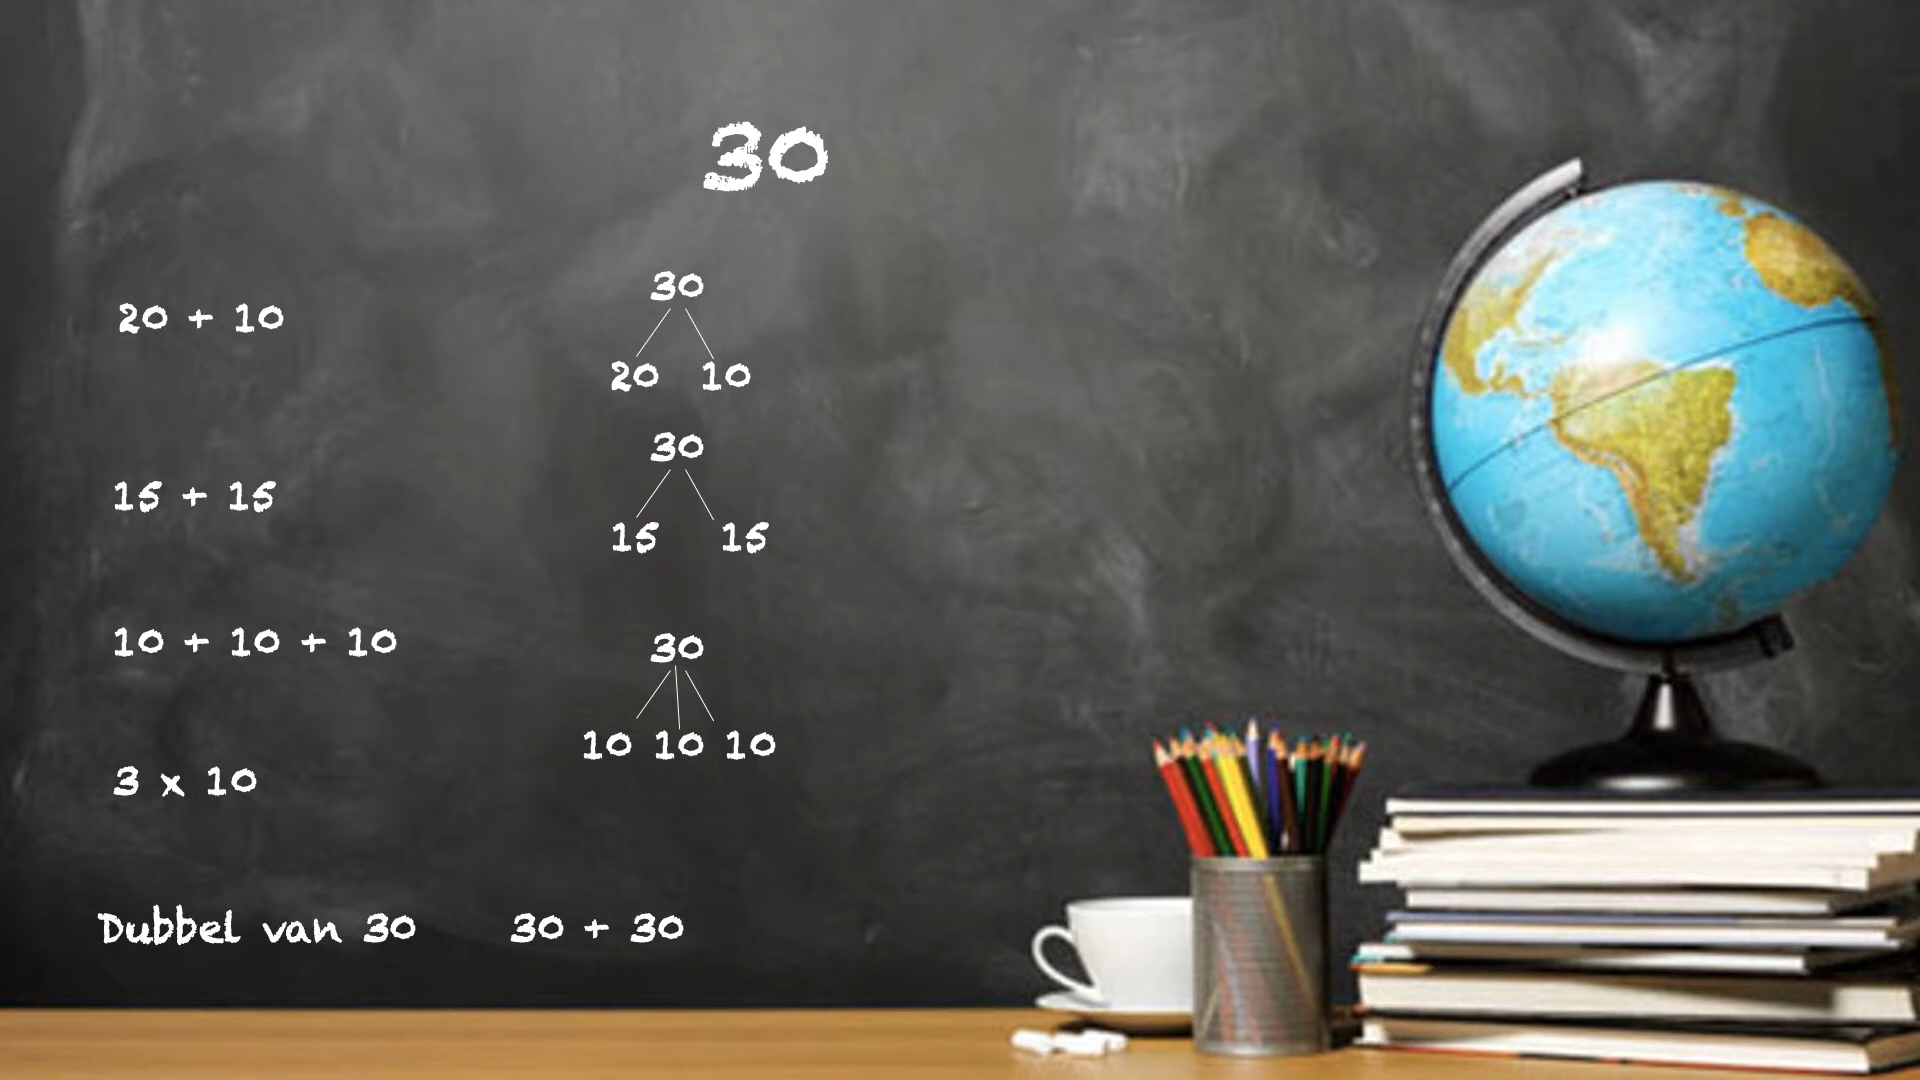 30
20 + 10
30
20 10
15 + 15
30
15 15
10 + 10 + 10
30
10 10 10
3 x 10
Dubbel van 30 30 + 30